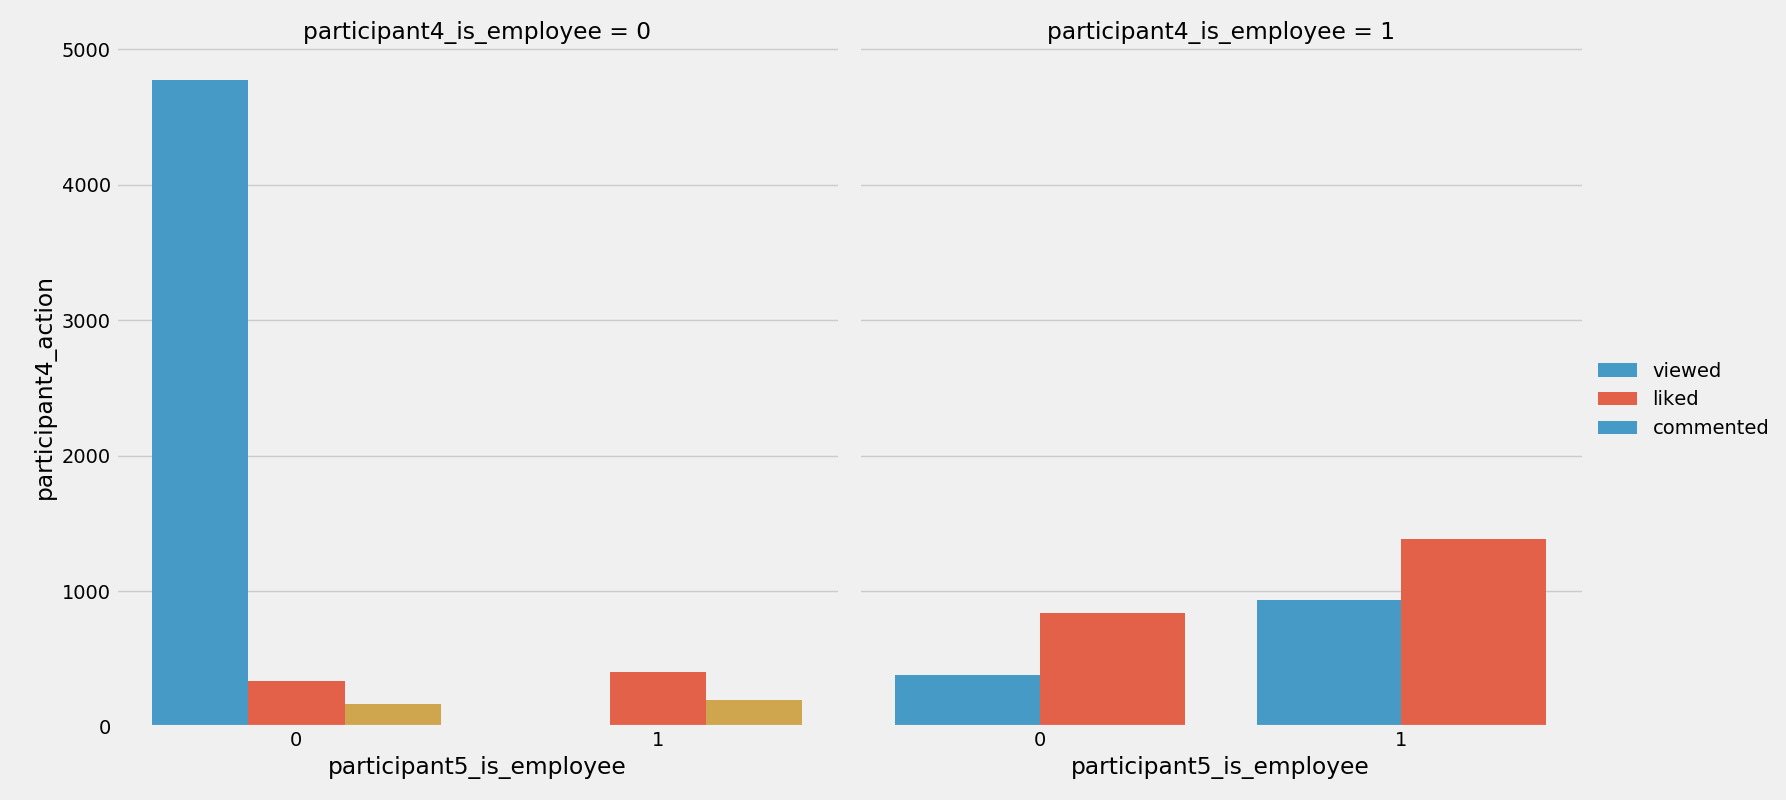 participant4_is_employee = 0
participant4_is_employee = 1
5000
4000
3000
2000
1000
0
participant4_action
0
1
0
1
participant5_is_employee
participant5_is_employee
viewed
liked
commented